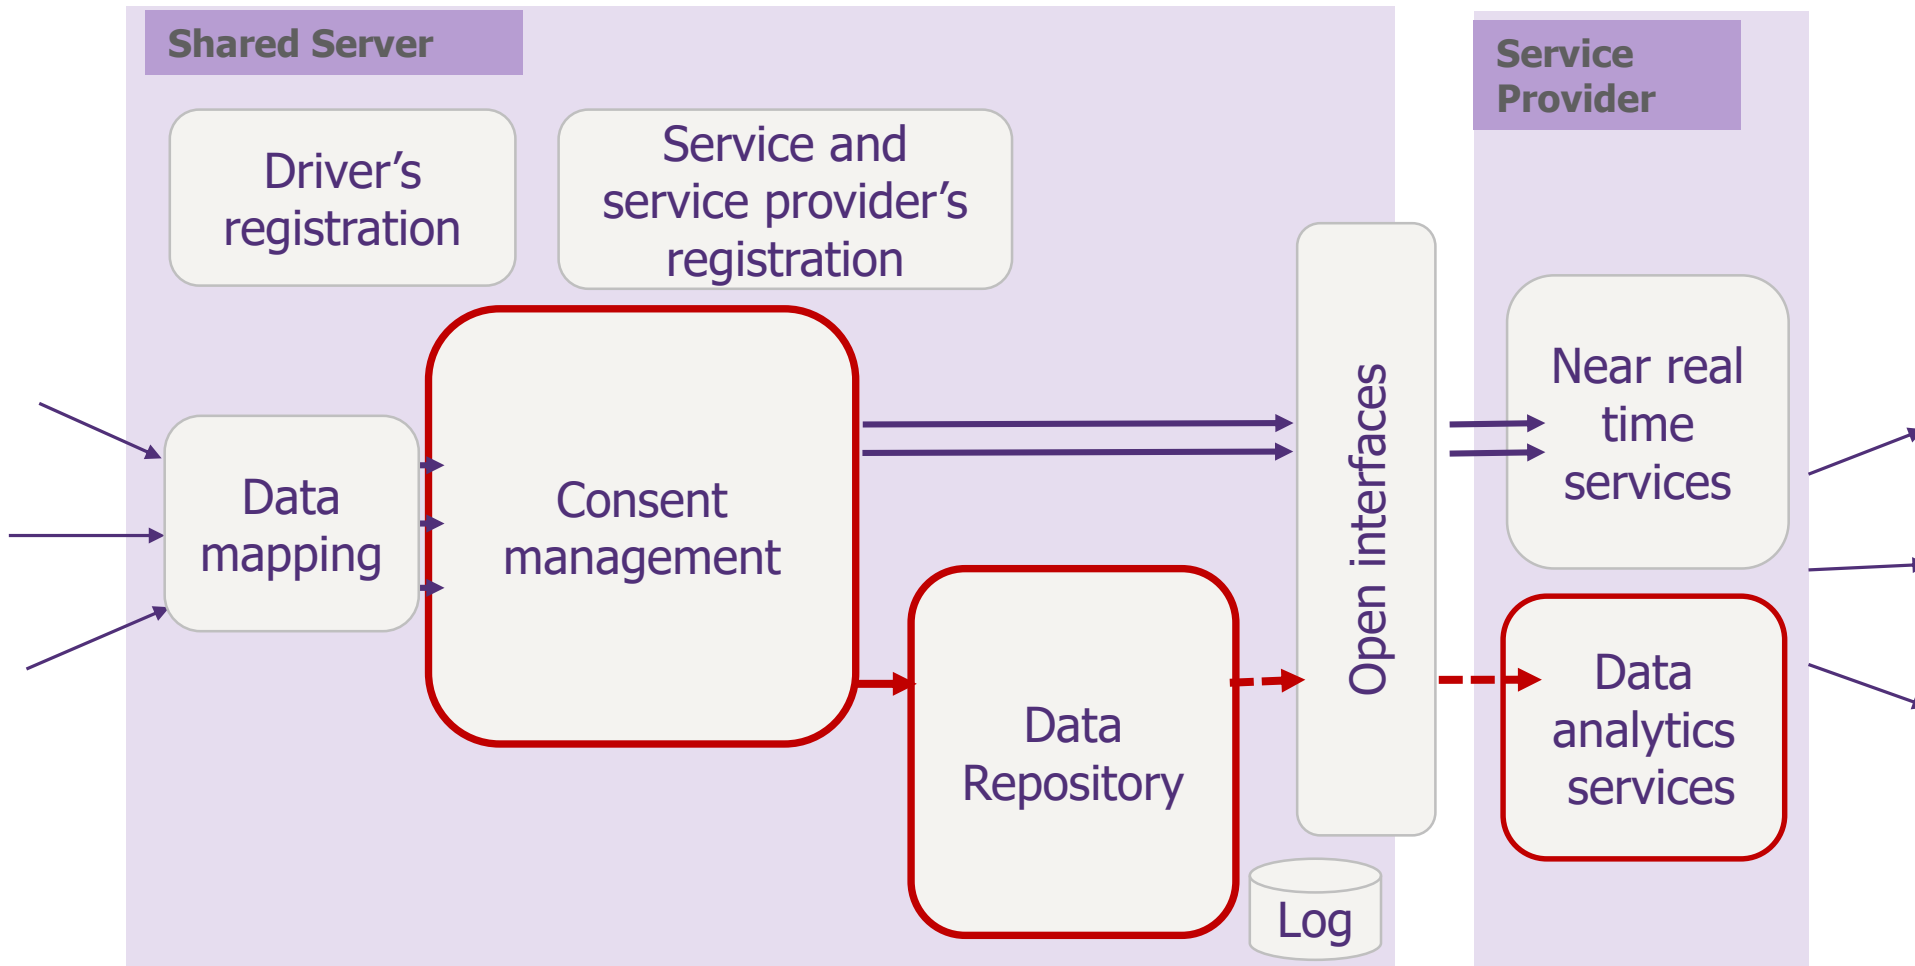 Shared Server
Service
Provider
Driver’s
registration
Service and
service provider’s
registration
Data
mapping
Consent
management
Data
Repository
Open interfaces
Log
Near real
time
services
Data
analytics
services